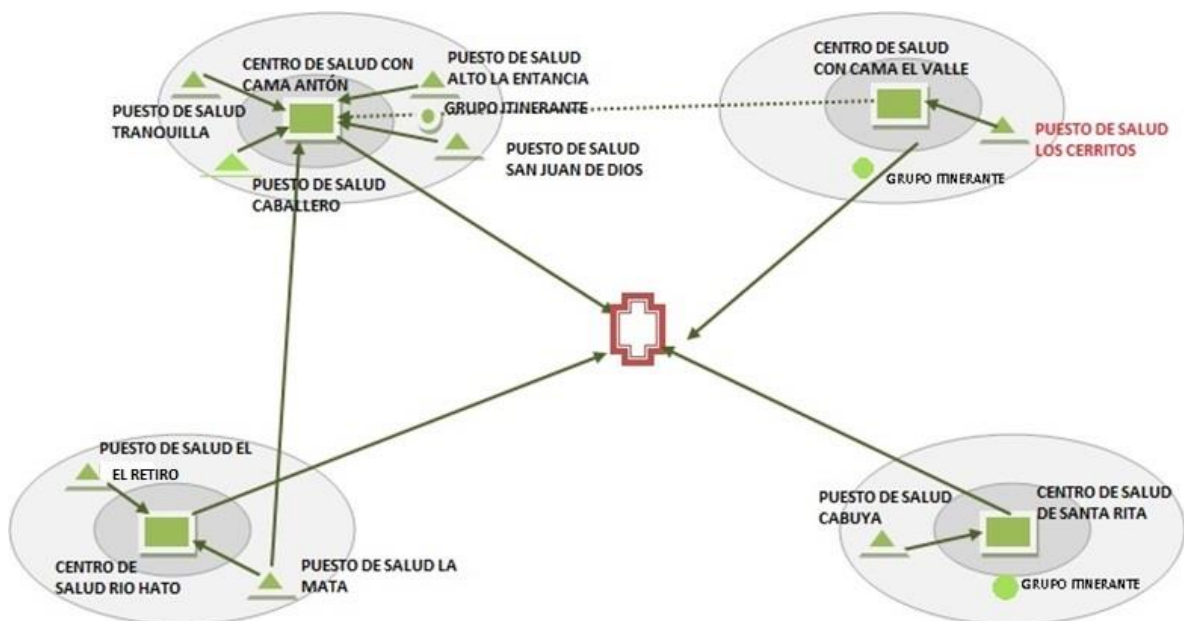 CENTRO DE SALUD CON
CAMA ANTÓN
PUESTO DE SALUD
ALTO LA ENTANCIA
GRUPO ITINERANTE
PUESTO DE SALUD
TRANQUILLA
PUESTO DE SALUD
SAN JUAN DE DIOS
PUESTO DE SALUD
CABALLERO
CENTRO DE SALUD
CON CAMA EL VALLE
PUESTO DE SALUD
LOS CERRITOS
GRUPO ITINERANTE
PUESTO DE SALUD EL
EL RETIRO
CENTRO DE
SALUD RIO HATO
PUESTO DE SALUD LA
MATA
PUESTO DE SALUD
CABUYA
CENTRO DE SALUD
DE SANTA RITA
GRUPO ITINERANTE